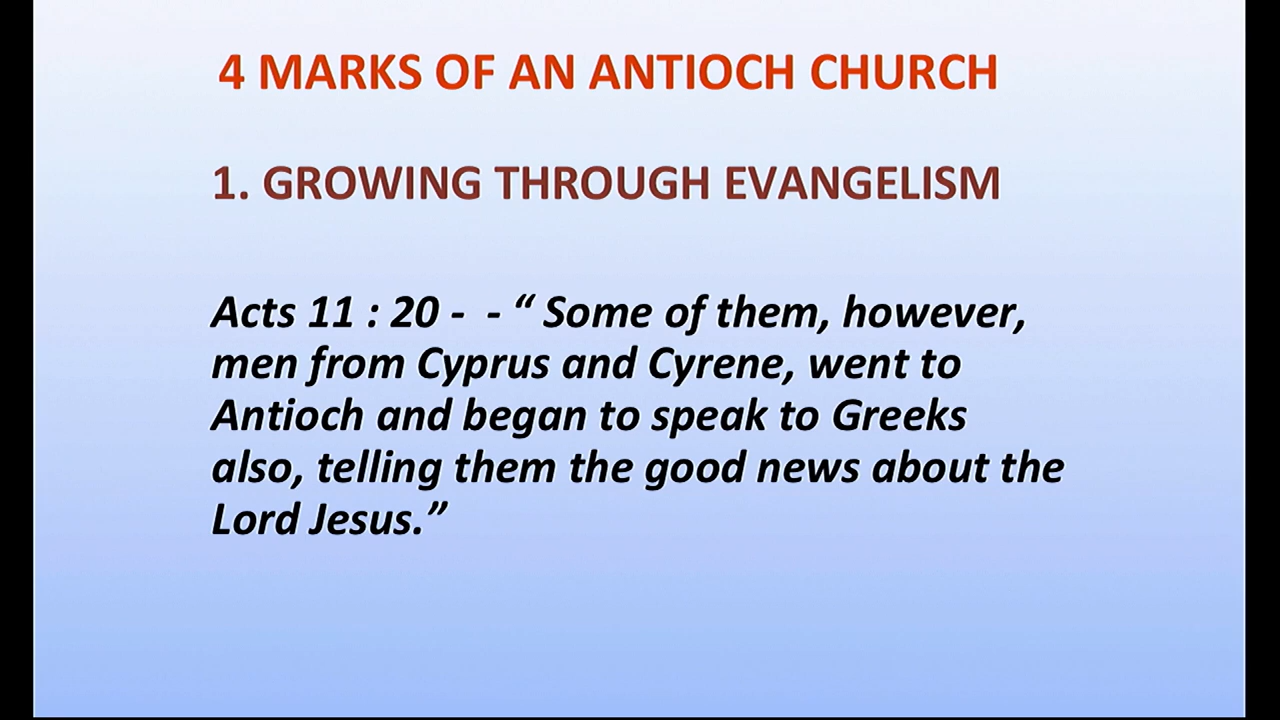 4 MARKS OF AN ANTIOCH CHURCH
1. GROWING THROUGH EVANGELISM
Acts 11 : 20 -  - “ Some of them, however,
men from Cyprus and Cyrene, went to
Antioch and began to speak to Greeks
also, telling them the good news about the
Lord Jesus.”